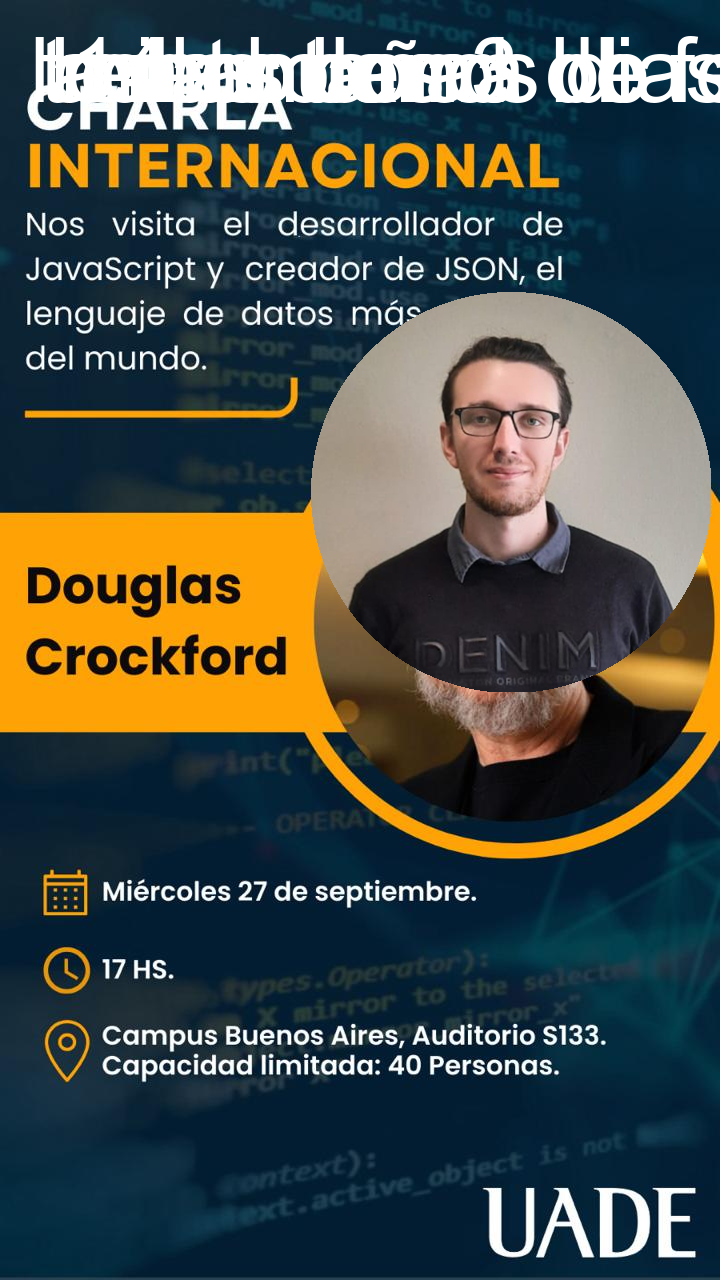 CHARLA
INTERNACIONAL
Nos visita el desarrollador de
JavaScript y creador de JSON, el
lenguaje de datos más
del mundo.
DENIM
ORIGINAL
Douglas
Crockford
Miércoles 27 de septiembre.
17 HS.
Campus Buenos Aires, Auditorio S133.
Capacidad limitada: 40 Personas.
UADE